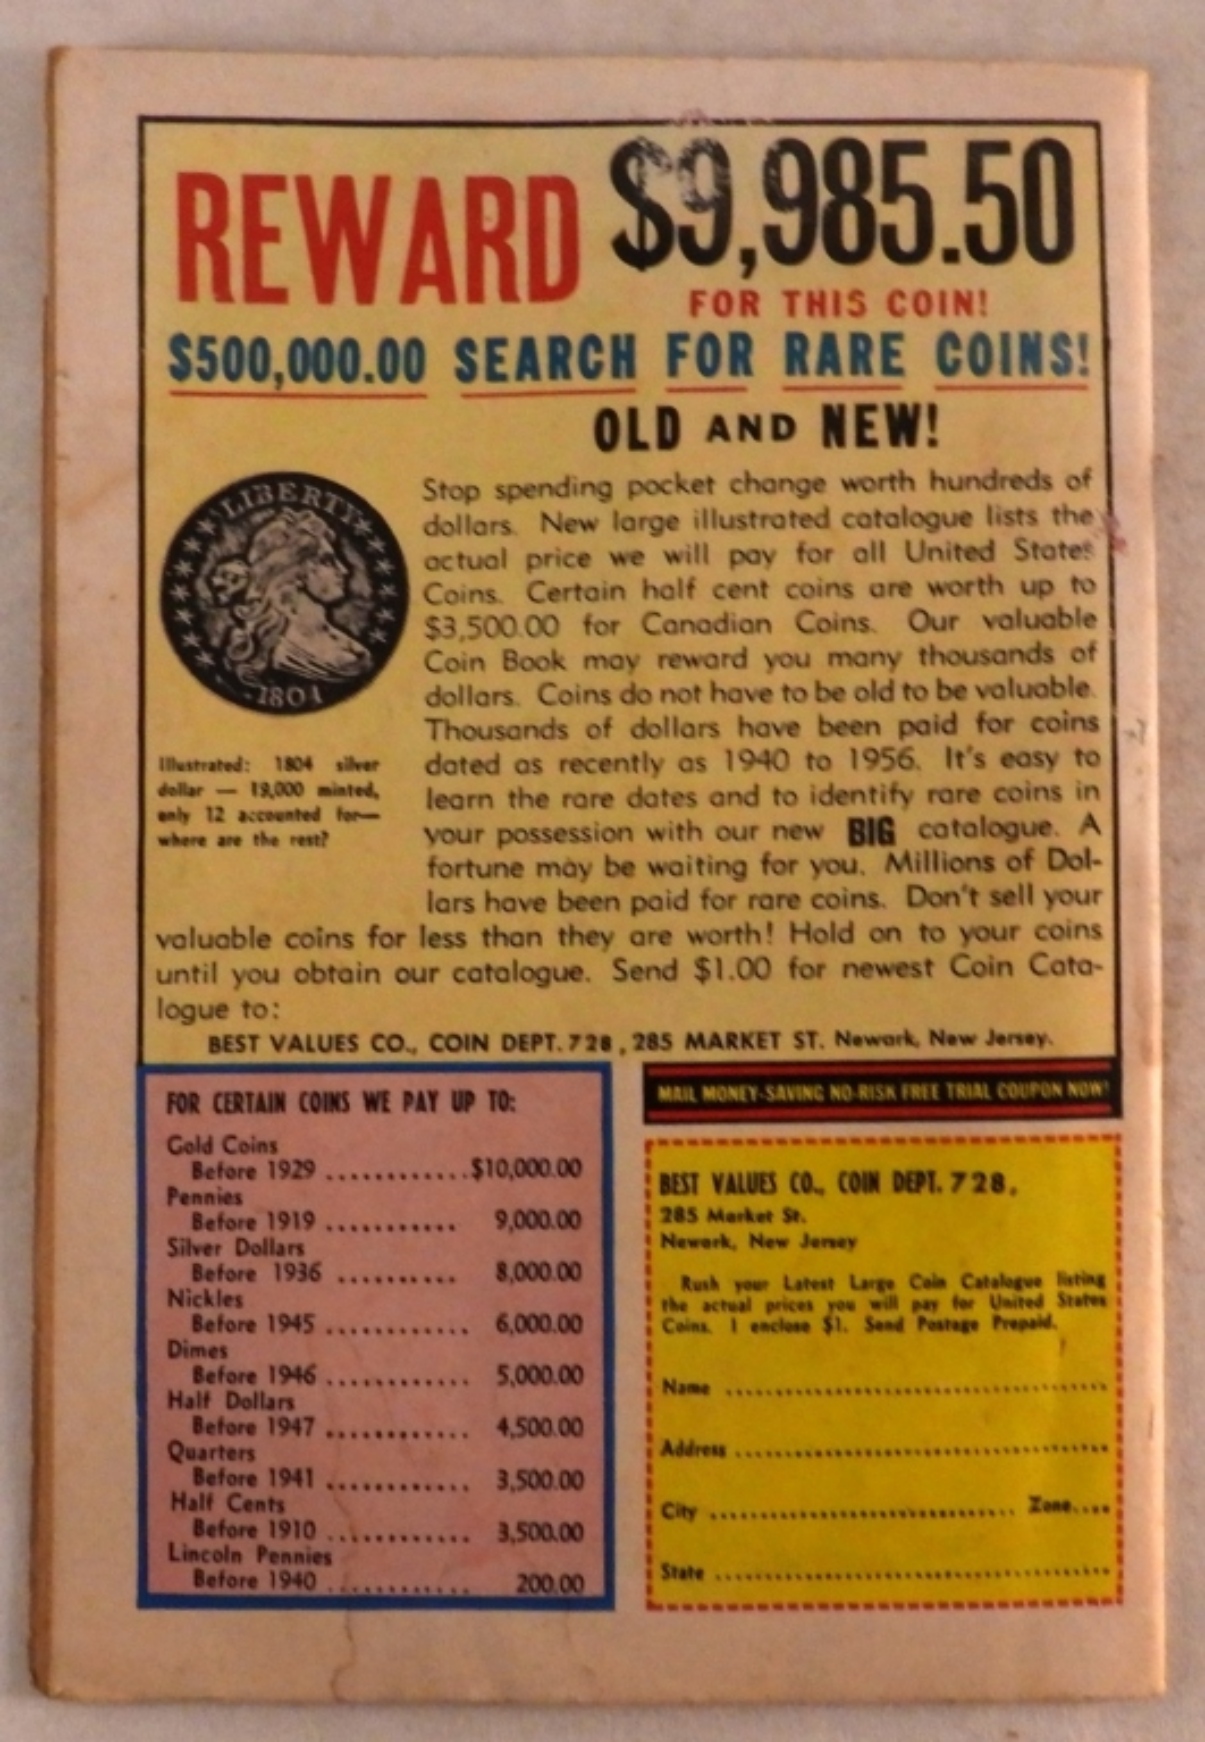 REWARD $9,985.50
FOR THIS COIN!
$500,000.00 SEARCH FOR RARE COINS!
OLD AND NEW!
LIBERTY
1804
Illustrated: 1804 silver
dollar — 19,000 minted,
only 12 accounted for—
where are the rest?
Stop spending pocket change worth hundreds of
dollars. New large illustrated catalogue lists the
actual price we will pay for all United States
Coins. Certain half cent coins are worth up to
$3,500.00 for Canadian Coins. Our valuable
Coin Book may reward you many thousands of
dollars. Coins do not have to be old to be valuable.
Thousands of dollars have been paid for coins
dated as recently as 1940 to 1956. It's easy to
learn the rare dates and to identify rare coins in
your possession with our new BIG catalogue. A
fortune may be waiting for you. Millions of Dol-
lars have been paid for rare coins. Don't sell your
valuable coins for less than they are worth! Hold on to your coins
until you obtain our catalogue. Send $1.00 for newest Coin Cata-
logue to:
BEST VALUES CO., COIN DEPT. 728, 285 MARKET ST. Newark, New Jersey.
FOR CERTAIN COINS WE PAY UP TO:
Gold Coins
Before 1929 ............$10,000.00
Pennies
Before 1919 ........... 9,000.00
Silver Dollars
Before 1936 .......... 8,000.00
Nickles
Before 1945 ............ 6,000.00
Dimes
Before 1946 ............ 5,000.00
Half Dollars
Before 1947 ............ 4,500.00
Quarters
Before 1941 ............ 3,500.00
Half Cents
Before 1910 ............ 3,500.00
Lincoln Pennies
Before 1940 ............ 200.00
MAIL MONEY-SAVING NO-RISK FREE TRIAL COUPON NOW!
BEST VALUES CO., COIN DEPT. 728,
285 Market St.
Newark, New Jersey
Rush your Latest Large Coin Catalogue listing
the actual prices you will pay for United States
Coins. I enclose $1. Send Postage Prepaid.
Name ........................................
Address .......................................
City ................................ Zone....
State .........................................